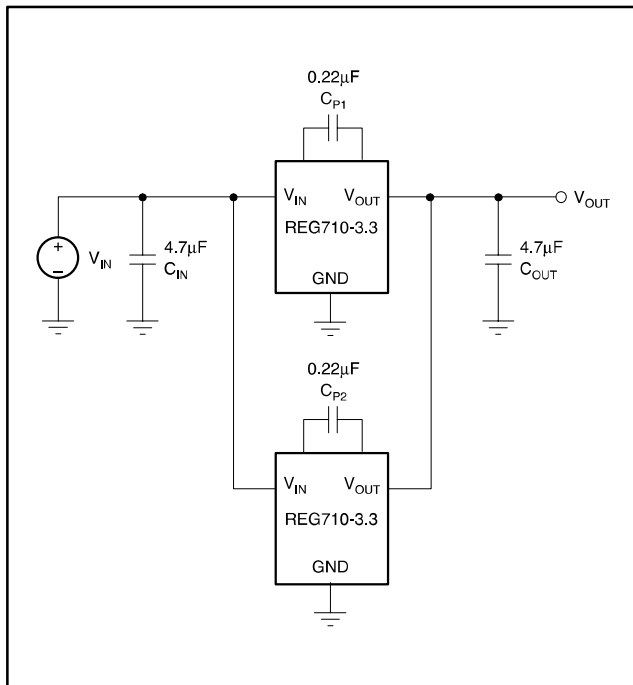 0.22µF
C_P1
V_IN V_OUT
REG710-3.3
GND
V_OUT
+
−
V_IN
4.7µF
C_IN
4.7µF
C_OUT
0.22µF
C_P2
V_IN V_OUT
REG710-3.3
GND